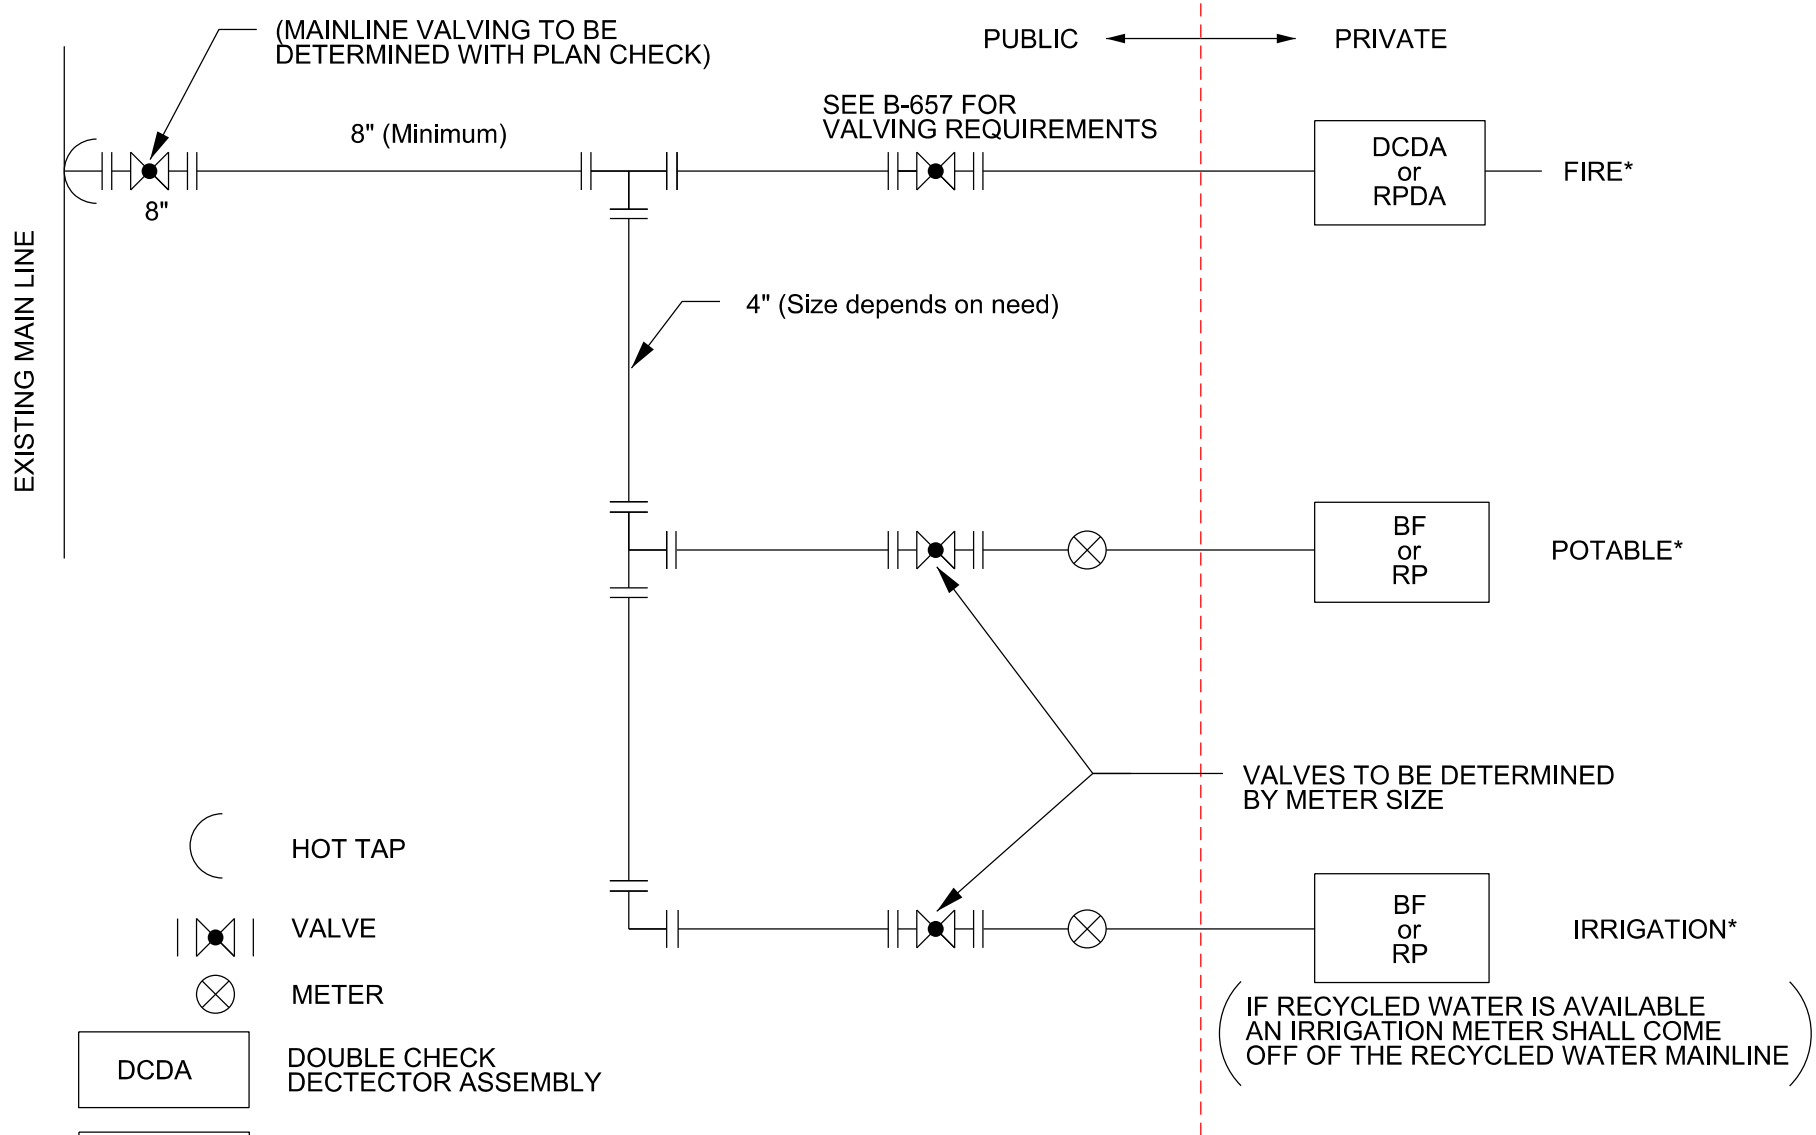 (MAINLINE VALVING TO BE
DETERMINED WITH PLAN CHECK)
PUBLIC
PRIVATE
SEE B-657 FOR
VALVING REQUIREMENTS
8" (Minimum)
8"
DCDA
or
RPDA
FIRE*
EXISTING MAIN LINE
4" (Size depends on need)
BF
or
RP
POTABLE*
VALVES TO BE DETERMINED
BY METER SIZE
BF
or
RP
IRRIGATION*
IF RECYCLED WATER IS AVAILABLE
AN IRRIGATION METER SHALL COME
OFF OF THE RECYCLED WATER MAINLINE
HOT TAP
VALVE
METER
DCDA
DOUBLE CHECK
DECTECTOR ASSEMBLY